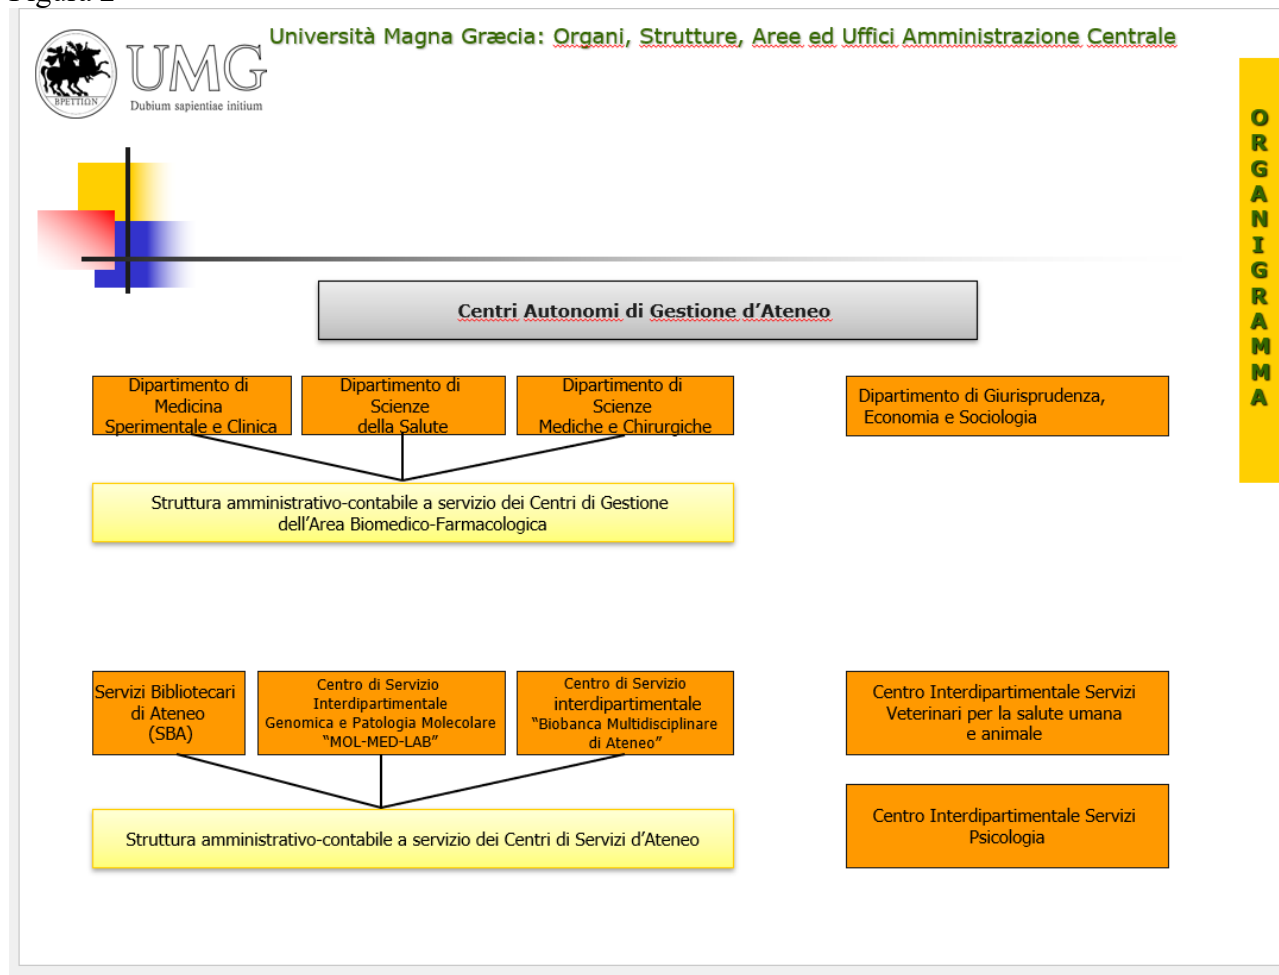 Università Magna Græcia: Organi, Strutture, Aree ed Uffici Amministrazione Centrale
UMG
Dubium sapientiae initium
ΒΡΕΤΤΙΩΝ
ORGANIGRAMMA
Centri Autonomi di Gestione d’Ateneo
Dipartimento di
Medicina
Sperimentale e Clinica
Dipartimento di
Scienze
della Salute
Dipartimento di
Scienze
Mediche e Chirurgiche
Dipartimento di Giurisprudenza,
Economia e Sociologia
Struttura amministrativo-contabile a servizio dei Centri di Gestione
dell’Area Biomedico-Farmacologica
Servizi Bibliotecari
di Ateneo
(SBA)
Centro di Servizio
Interdipartimentale
Genomica e Patologia Molecolare
“MOL-MED-LAB”
Centro di Servizio
interdipartimentale
“Biobanca Multidisciplinare
di Ateneo”
Centro Interdipartimentale Servizi
Veterinari per la salute umana
e animale
Struttura amministrativo-contabile a servizio dei Centri di Servizi d’Ateneo
Centro Interdipartimentale Servizi
Psicologia